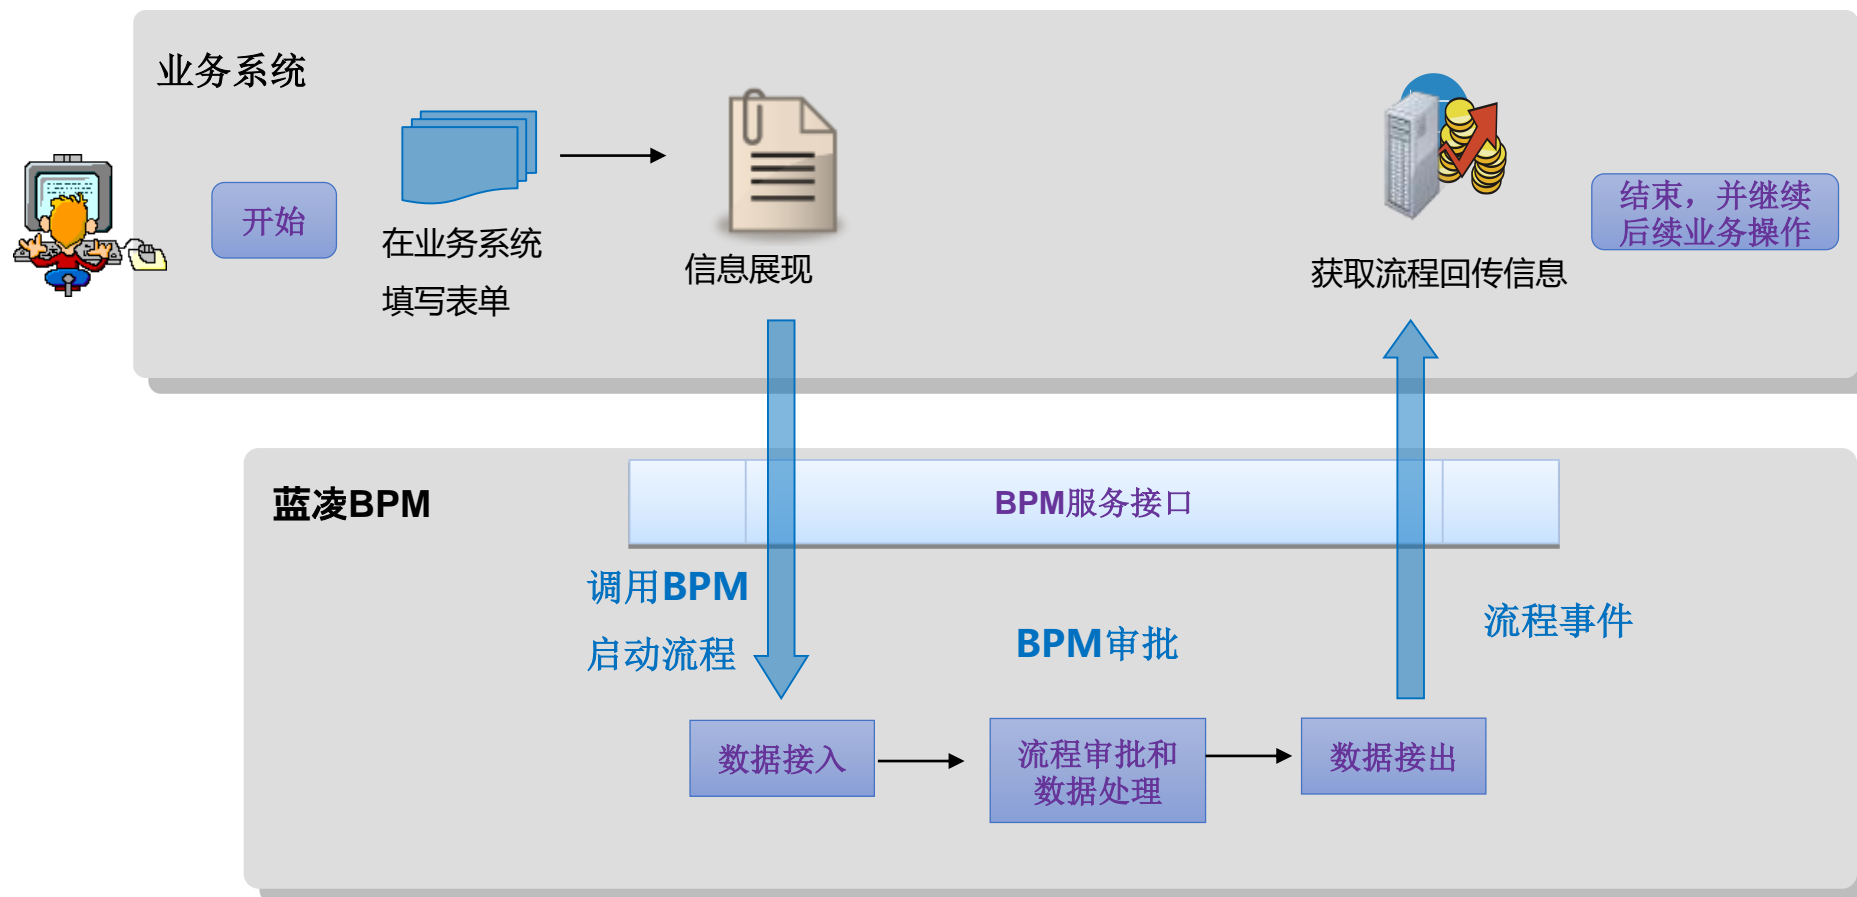 业务系统
开始
在业务系统
填写表单
信息展现
获取流程回传信息
结束，并继续
后续业务操作
蓝凌BPM
BPM服务接口
调用BPM
启动流程
BPM审批
流程事件
数据接入
流程审批和
数据处理
数据接出